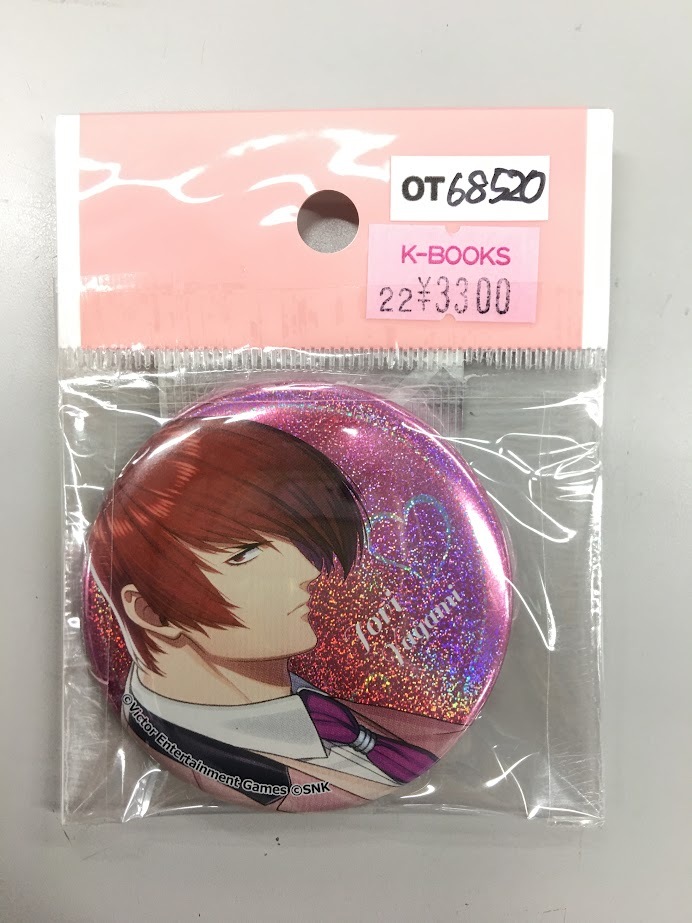 OT68520
K-BOOKS
22¥3300
Iori
Yagami
©Victor Entertainment Games ©SNK